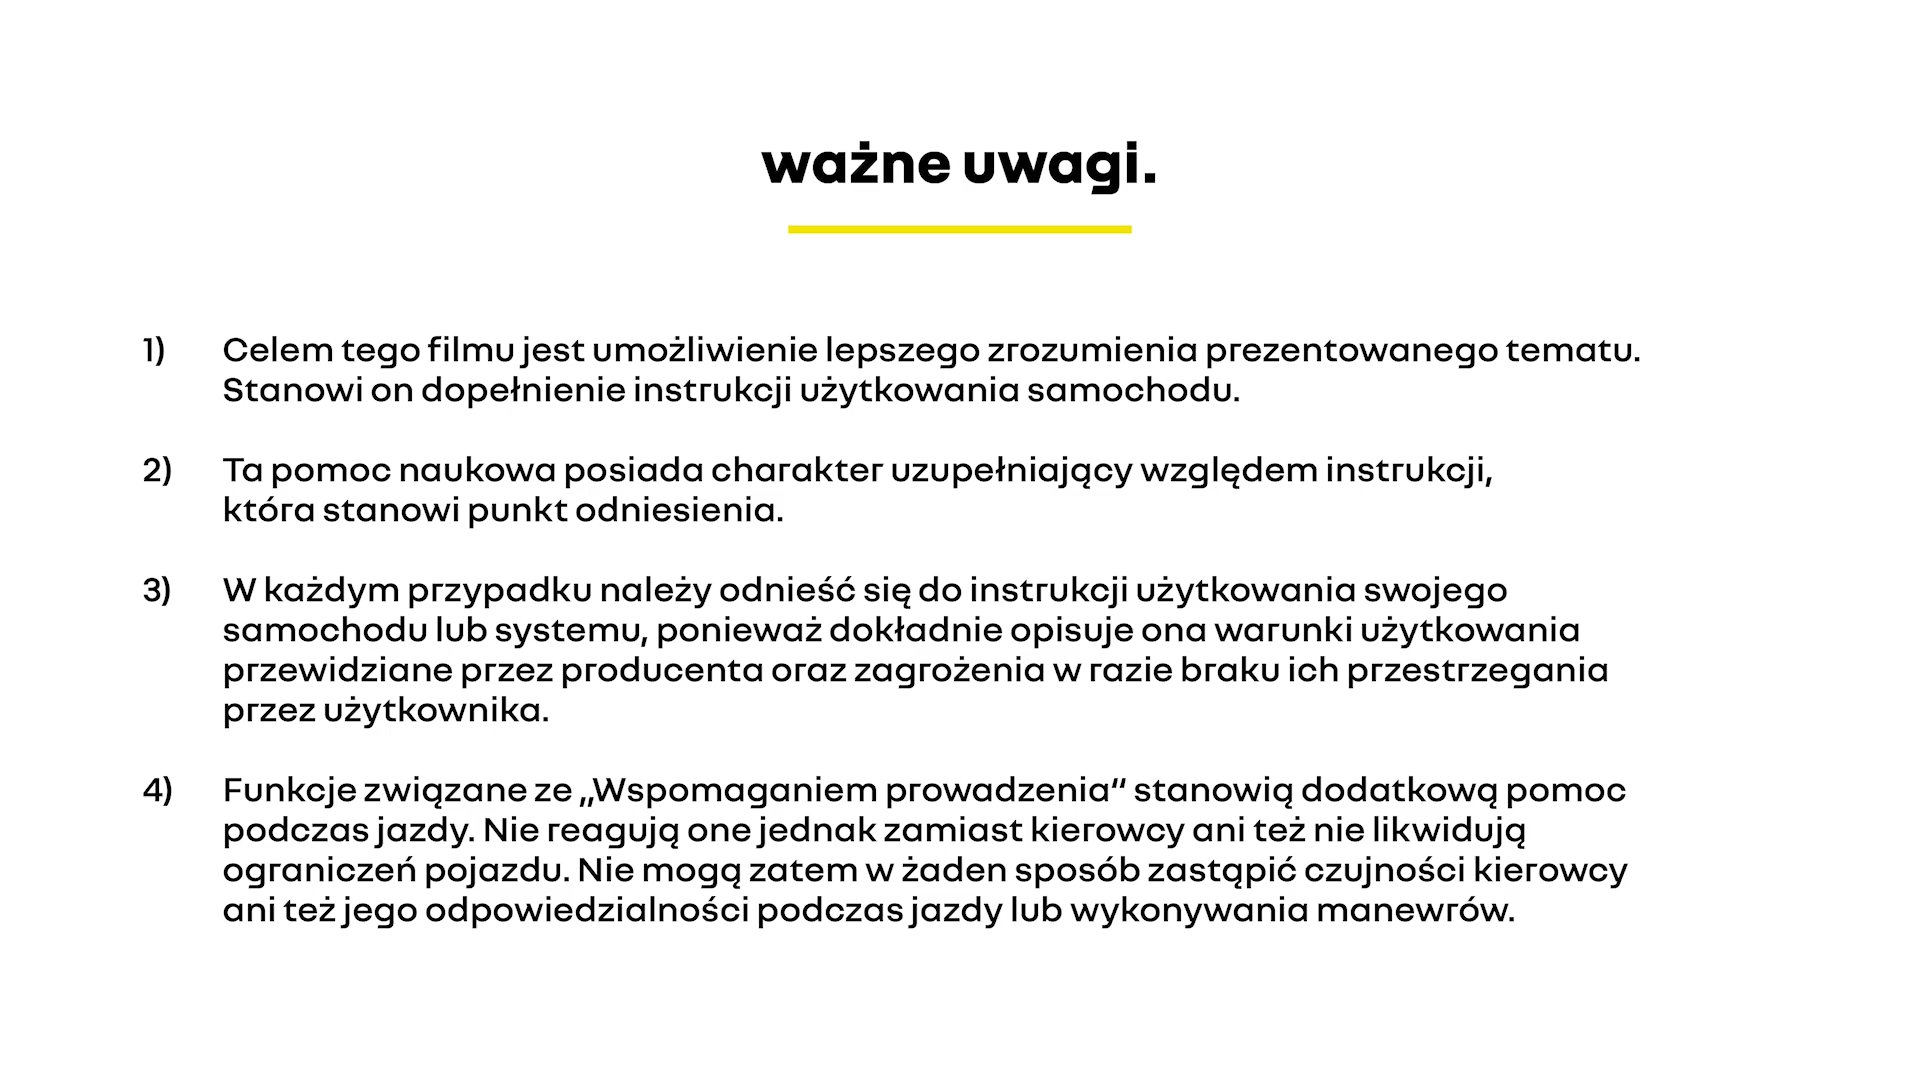 ważne uwagi.
1) Celem tego filmu jest umożliwienie lepszego zrozumienia prezentowanego tematu.
Stanowi on dopełnienie instrukcji użytkowania samochodu.
2) Ta pomoc naukowa posiada charakter uzupełniający względem instrukcji,
która stanowi punkt odniesienia.
3) W każdym przypadku należy odnieść się do instrukcji użytkowania swojego
samochodu lub systemu, ponieważ dokładnie opisuje ona warunki użytkowania
przewidziane przez producenta oraz zagrożenia w razie braku ich przestrzegania
przez użytkownika.
4) Funkcje związane ze „Wspomaganiem prowadzenia“ stanowią dodatkową pomoc
podczas jazdy. Nie reagują one jednak zamiast kierowcy ani też nie likwidują
ograniczeń pojazdu. Nie mogą zatem w żaden sposób zastąpić czujności kierowcy
ani też jego odpowiedzialności podczas jazdy lub wykonywania manewrów.